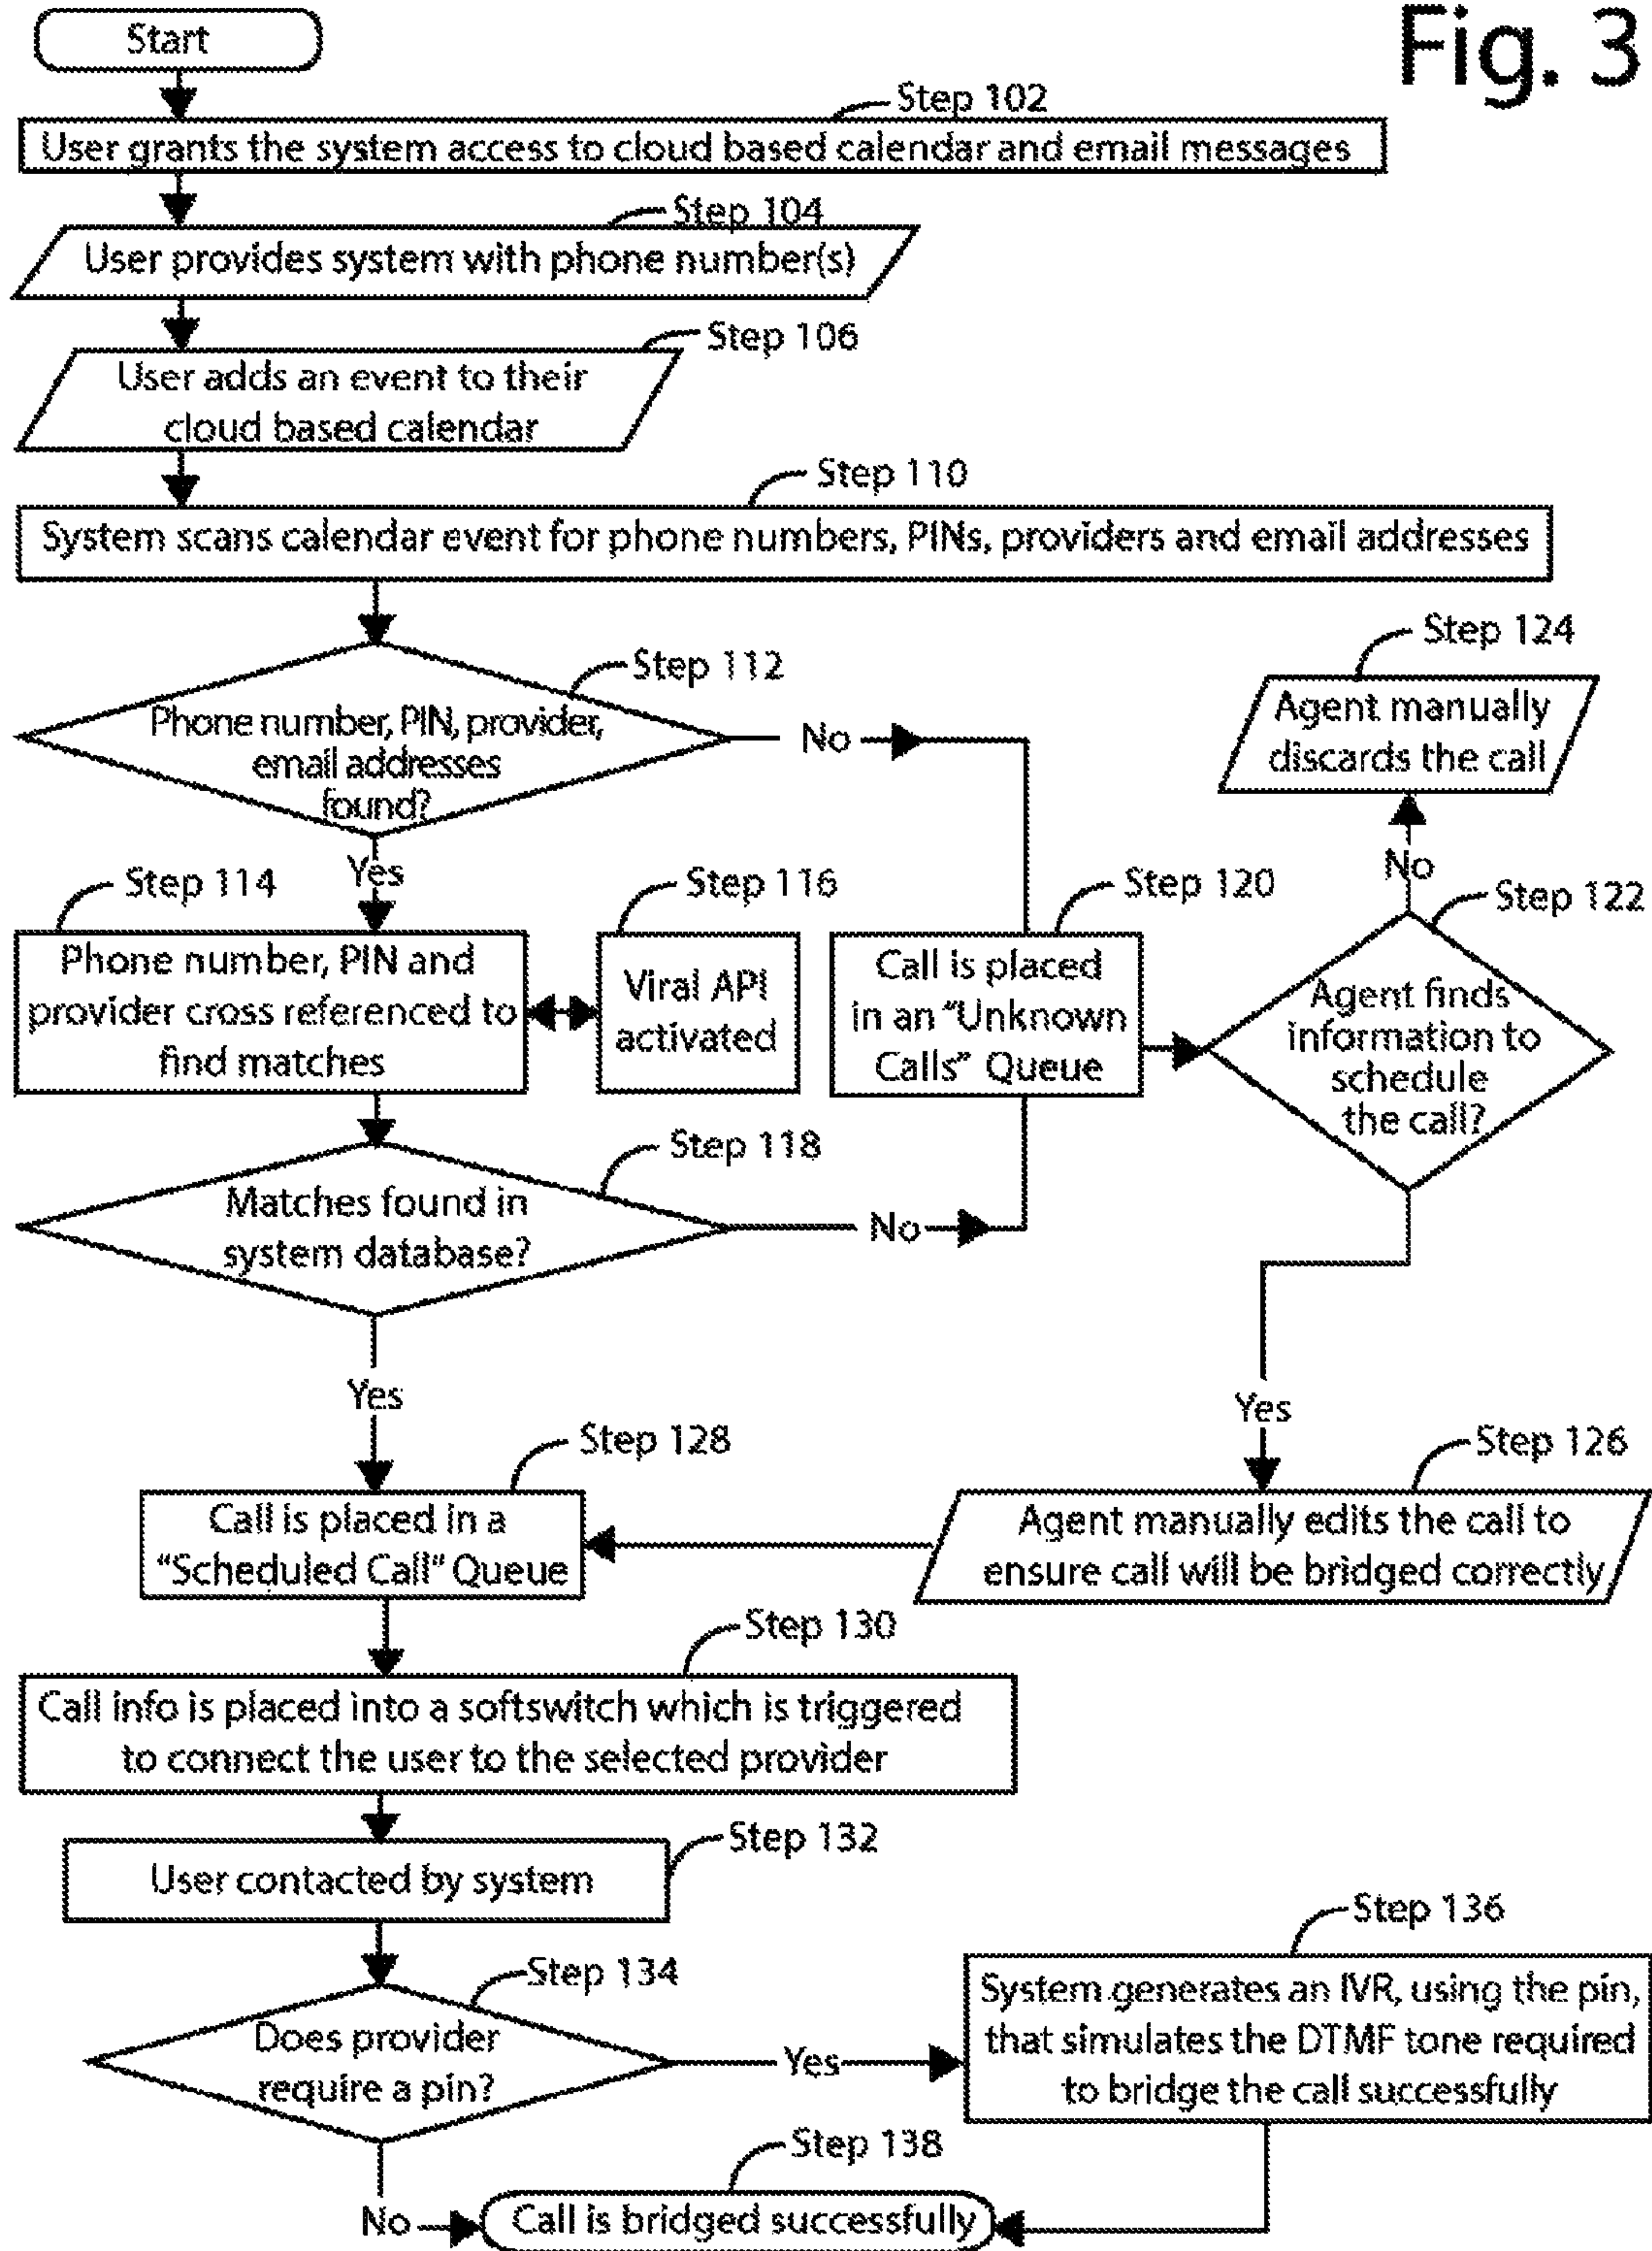 Fig. 3
Start
Step 102
User grants the system access to cloud based calendar and email messages
Step 104
User provides system with phone number(s)
Step 106
User adds an event to their
cloud based calendar
Step 110
System scans calendar event for phone numbers, PINs, providers and email addresses
Step 112
Phone number, PIN, provider,
email addresses
found?
No
Yes
Step 124
Agent manually
discards the call
No
Step 114
Phone number, PIN and
provider cross referenced to
find matches
Step 116
Viral API
activated
Step 120
Call is placed
in an "Unknown
Calls" Queue
Step 122
Agent finds
information to
schedule
the call?
Step 118
Matches found in
system database?
No
Yes
Yes
Step 128
Call is placed in a
"Scheduled Call" Queue
Step 126
Agent manually edits the call to
ensure call will be bridged correctly
Step 130
Call info is placed into a softswitch which is triggered
to connect the user to the selected provider
Step 132
User contacted by system
Step 134
Does provider
require a pin?
Yes
Step 136
System generates an IVR, using the pin,
that simulates the DTMF tone required
to bridge the call successfully
No
Step 138
Call is bridged successfully